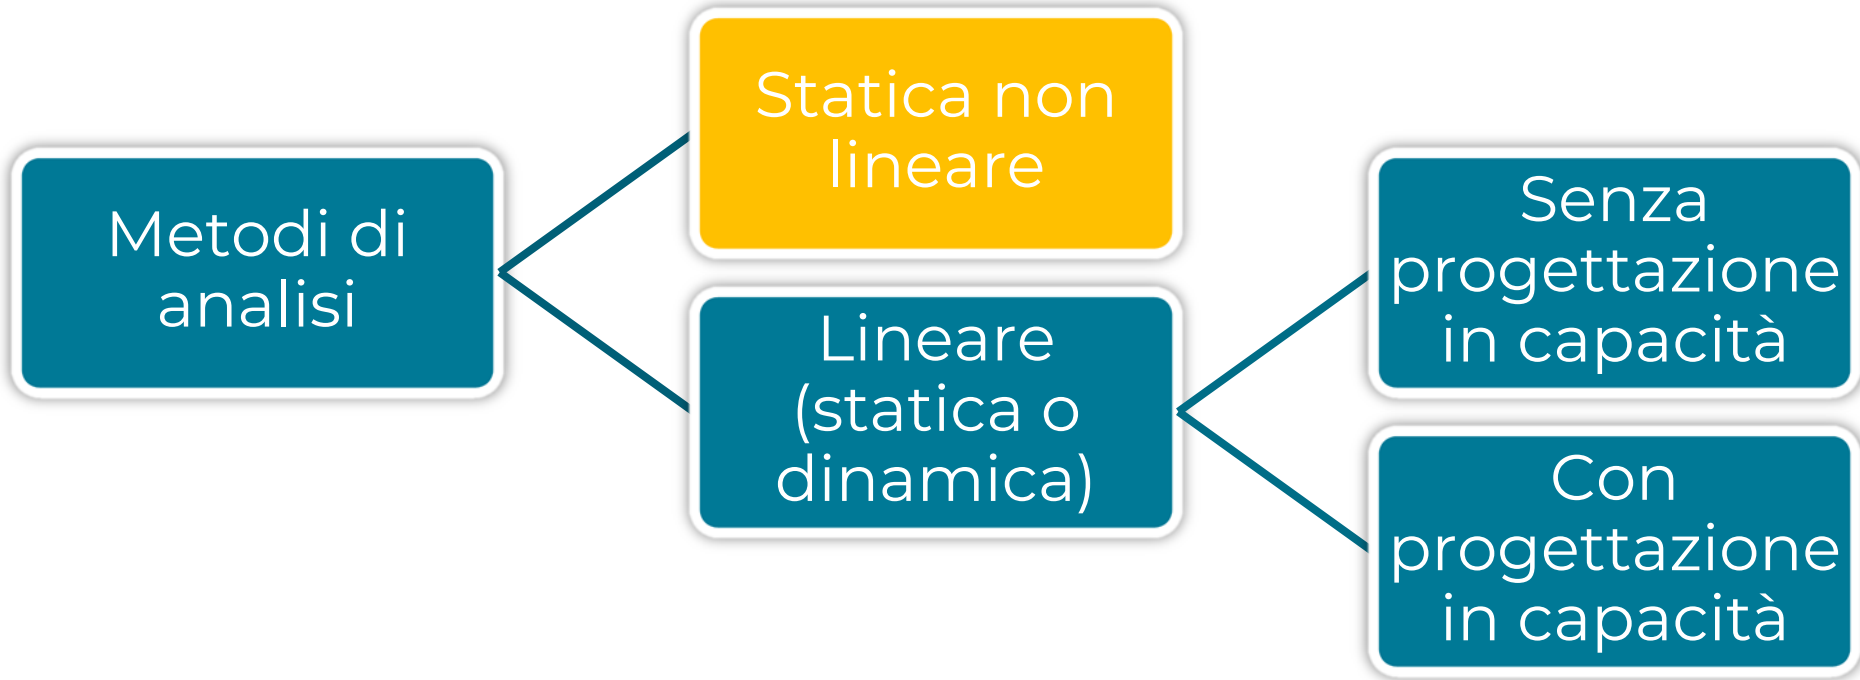 Metodi di
analisi
Statica non
lineare
Lineare
(statica o
dinamica)
Senza
progettazione
in capacità
Con
progettazione
in capacità